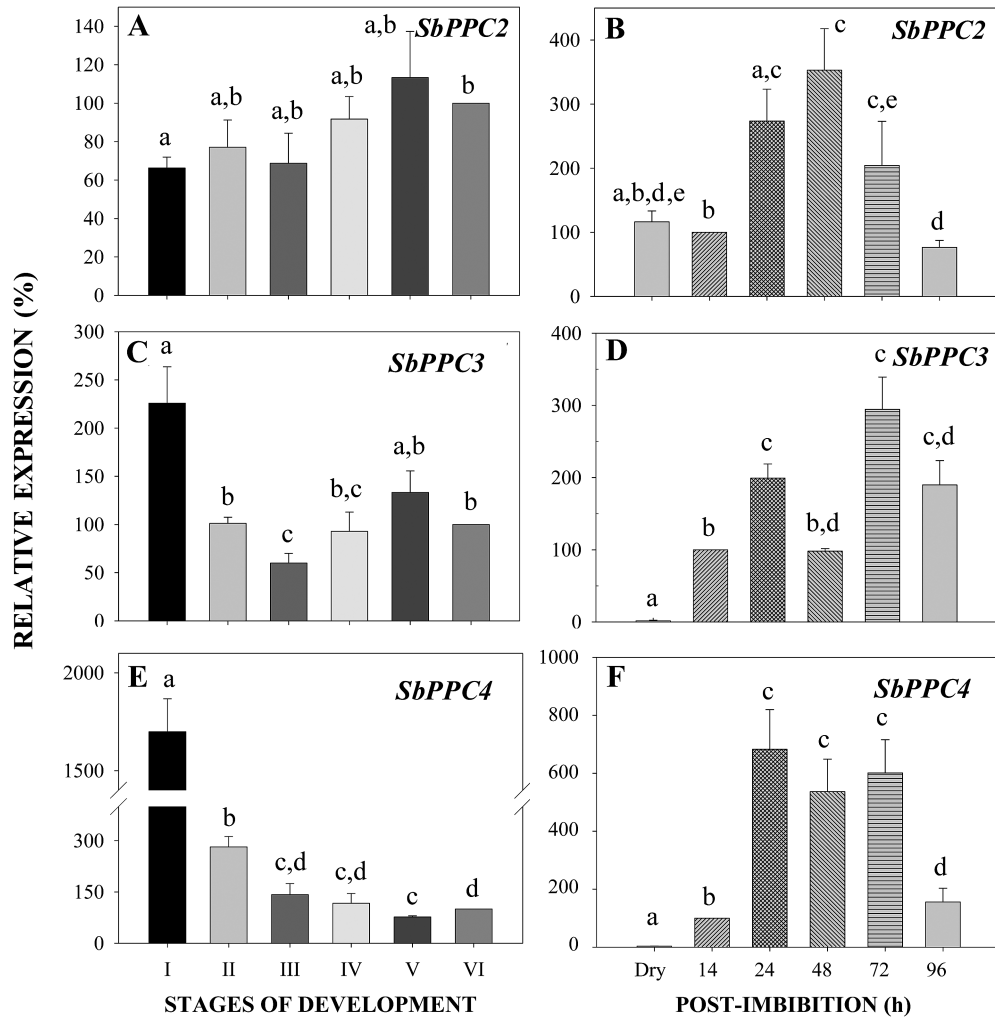 RELATIVE EXPRESSION (%)
A
SbPPC2
140
120
100
80
60
40
20
0
a
a,b
a,b
a,b
a,b
b
B
SbPPC2
400
300
200
100
0
a,b,d,e
b
a,c
c
c,e
d
C
SbPPC3
300
250
200
150
100
50
0
a
b
c
b,c
a,b
b
D
SbPPC3
400
300
200
100
0
a
b
c
b,d
c
c,d
E
SbPPC4
2000
1500
300
150
0
a
b
c,d
c,d
c
d
I II III IV V VI
STAGES OF DEVELOPMENT
F
SbPPC4
1000
800
600
400
200
0
a
b
c
c
c
d
Dry 14 24 48 72 96
POST-IMBIBITION (h)